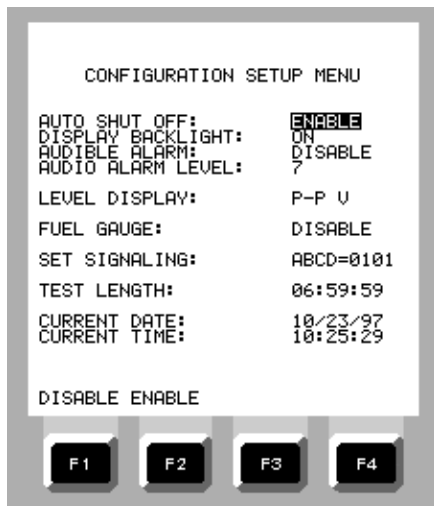 CONFIGURATION SETUP MENU
AUTO SHUT OFF: ENABLE
DISPLAY BACKLIGHT: ON
AUDIBLE ALARM: DISABLE
AUDIO ALARM LEVEL: 7
LEVEL DISPLAY: P-P V
FUEL GAUGE: DISABLE
SET SIGNALING: ABCD=0101
TEST LENGTH: 06:59:59
CURRENT DATE: 10/23/97
CURRENT TIME: 10:25:29
DISABLE ENABLE
F1 F2 F3 F4